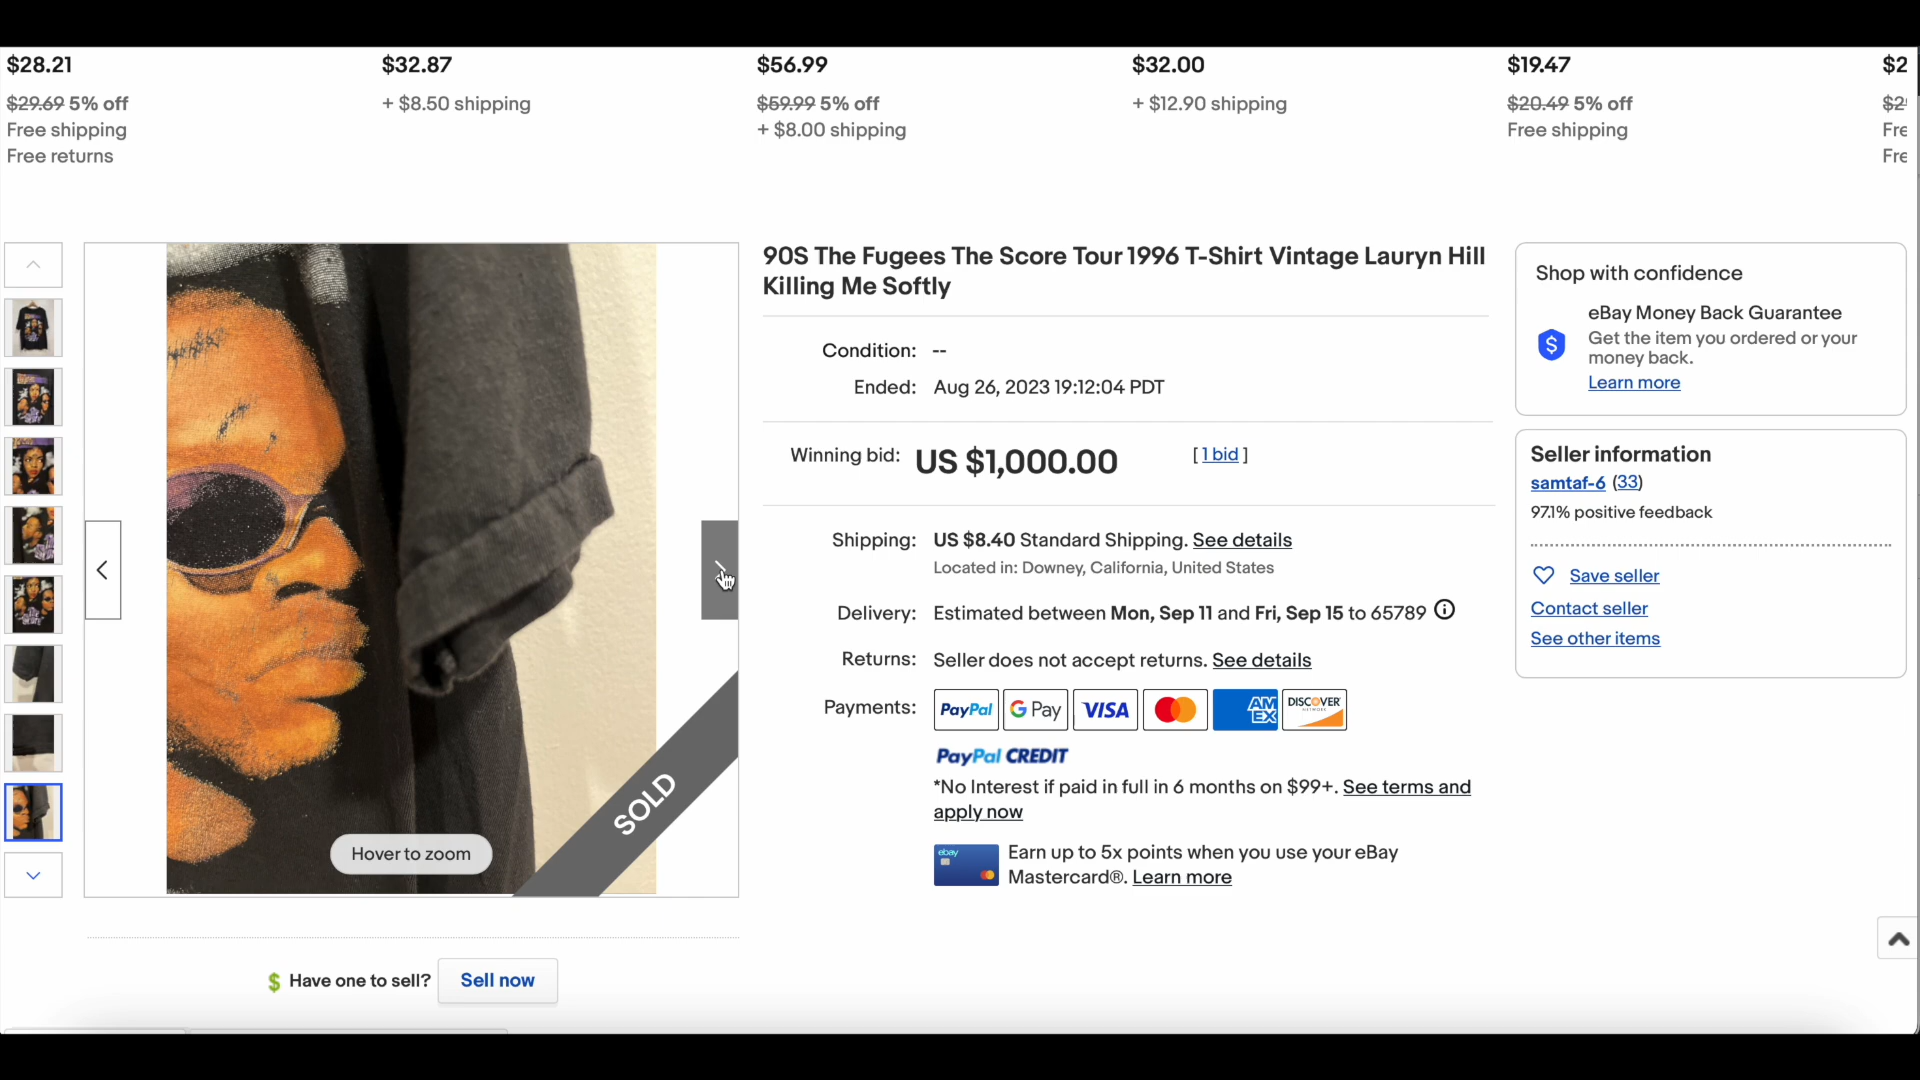 $28.21
$29.69 5% off
Free shipping
Free returns
$32.87
+ $8.50 shipping
$56.99
$59.99 5% off
+ $8.00 shipping
$32.00
+ $12.90 shipping
$19.47
$20.49 5% off
Free shipping
$2
$2
Fre
Fre
SOLD
Hover to zoom
Have one to sell? Sell now
90S The Fugees The Score Tour 1996 T-Shirt Vintage Lauryn Hill
Killing Me Softly
Condition: --
Ended: Aug 26, 2023 19:12:04 PDT
Winning bid: US $1,000.00 [ 1 bid ]
Shipping: US $8.40 Standard Shipping. See details
Located in: Downey, California, United States
Delivery: Estimated between Mon, Sep 11 and Fri, Sep 15 to 65789
Returns: Seller does not accept returns. See details
Payments: PayPal G Pay VISA AM EX DISCOVER
PayPal CREDIT
*No Interest if paid in full in 6 months on $99+. See terms and
apply now
ebay
Earn up to 5x points when you use your eBay
Mastercard®. Learn more
Shop with confidence
eBay Money Back Guarantee
Get the item you ordered or your
money back.
Learn more
Seller information
samtaf-6 (33)
97.1% positive feedback
Save seller
Contact seller
See other items